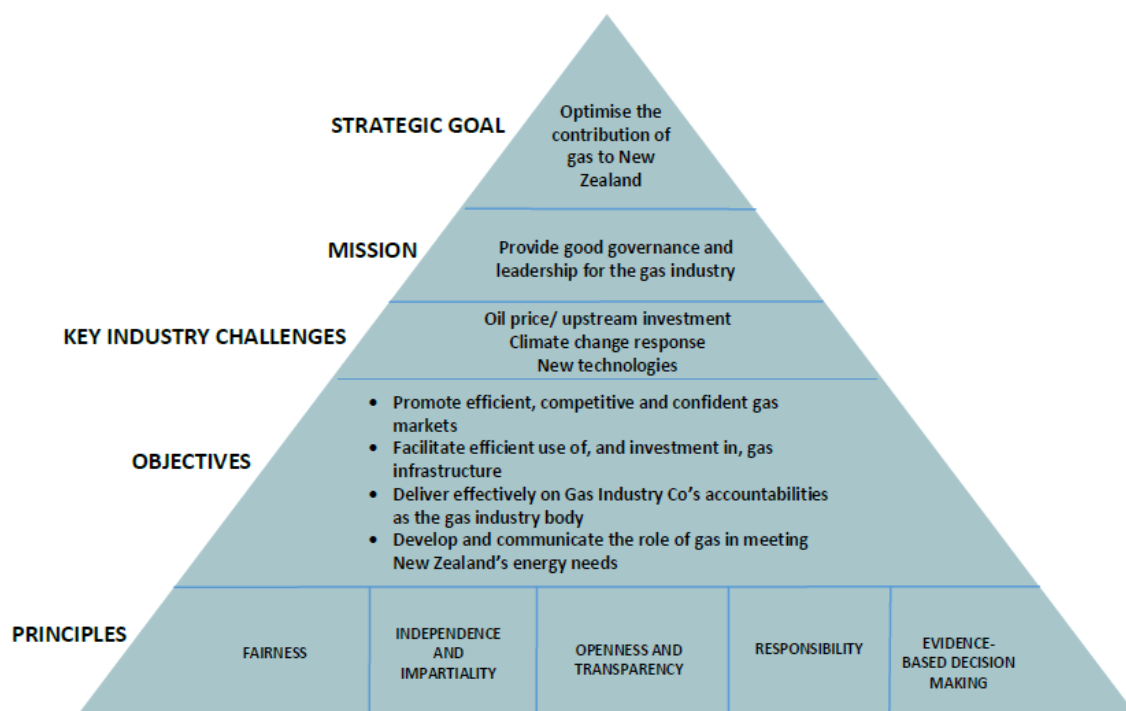 STRATEGIC GOAL
Optimise the
contribution of
gas to New
Zealand
MISSION
Provide good governance and
leadership for the gas industry
KEY INDUSTRY CHALLENGES
Oil price/ upstream investment
Climate change response
New technologies
OBJECTIVES
• Promote efficient, competitive and confident gas
markets
• Facilitate efficient use of, and investment in, gas
infrastructure
• Deliver effectively on Gas Industry Co’s accountabilities
as the gas industry body
• Develop and communicate the role of gas in meeting
New Zealand’s energy needs
PRINCIPLES
FAIRNESS
INDEPENDENCE
AND
IMPARTIALITY
OPENNESS AND
TRANSPARENCY
RESPONSIBILITY
EVIDENCE-
BASED DECISION
MAKING